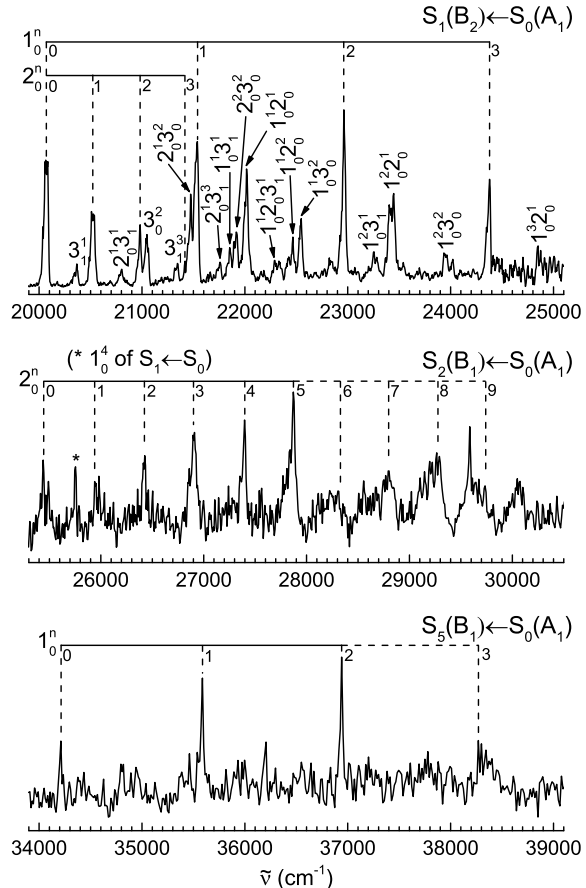 S₁(B₂)←S₀(A₁)
1₀ⁿ 0 1 2 3
2₀ⁿ 0 1 2 3
3₁¹
2₀¹3₁¹
3₀²
3₁³
2₀¹3₀²
2₀¹3₁³
1₀¹3₁¹
2₀²3₀²
1₀¹2₀¹
1₀¹2₀¹3₁¹
1₀¹2₀²
1₀¹3₀²
1₀²3₁¹
1₀²2₀¹
1₀²3₀²
1₀³2₀¹
20000 21000 22000 23000 24000 25000
(* 1₀⁴ of S₁←S₀)
S₂(B₁)←S₀(A₁)
2₀ⁿ 0 1 2 3 4 5 6 7 8 9
*
26000 27000 28000 29000 30000
S₅(B₁)←S₀(A₁)
1₀ⁿ 0 1 2 3
34000 35000 36000 37000 38000 39000
ν̃ (cm⁻¹)